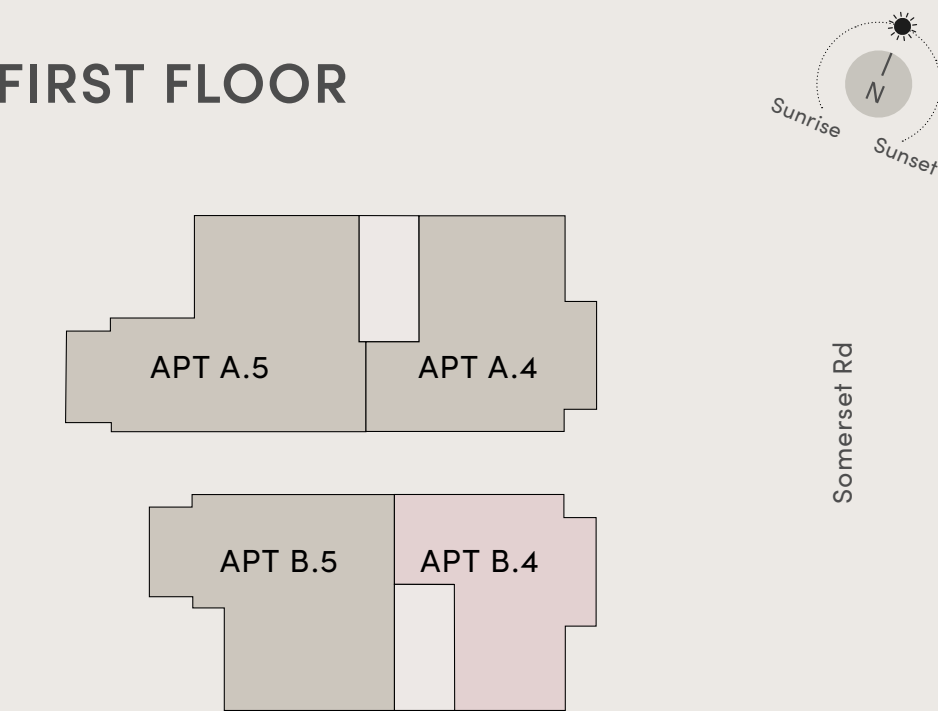 FIRST FLOOR
N
Sunrise
Sunset
APT A.5
APT A.4
Somerset Rd
APT B.5
APT B.4